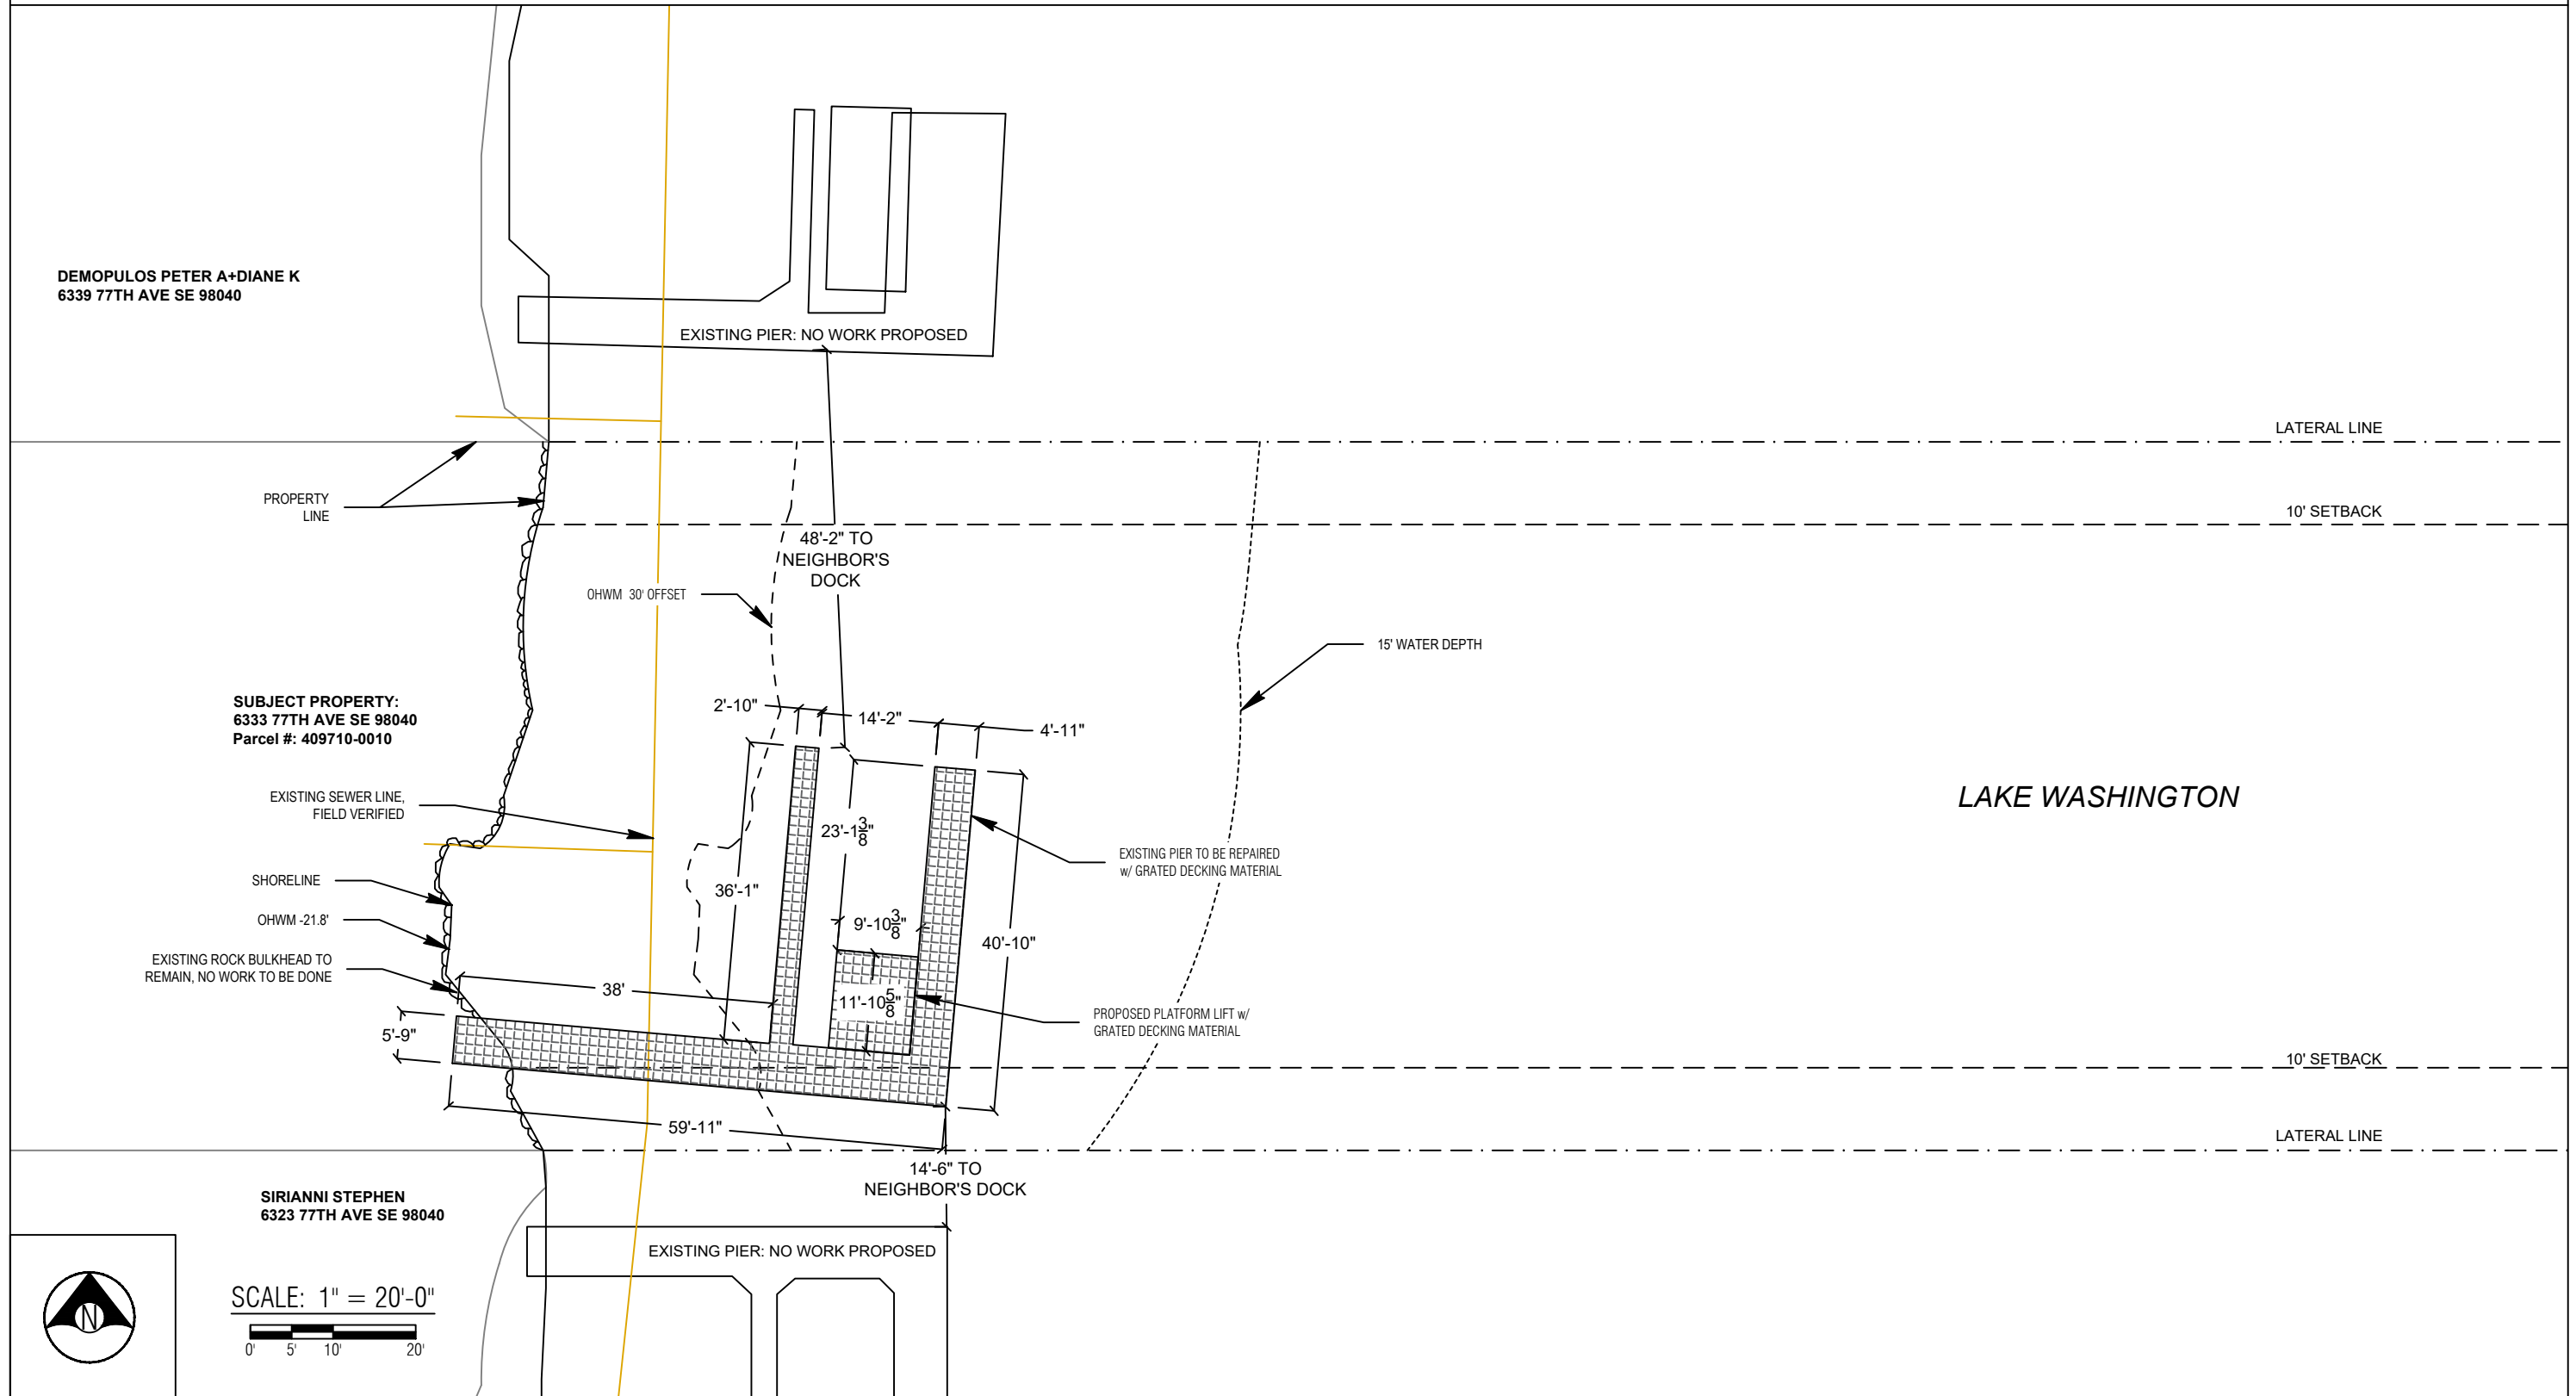 DEMOPULOS PETER A+DIANE K
6339 77TH AVE SE 98040
EXISTING PIER: NO WORK PROPOSED
LATERAL LINE
PROPERTY
LINE
10' SETBACK
48'-2" TO
NEIGHBOR'S
DOCK
OHWM 30' OFFSET
15' WATER DEPTH
SUBJECT PROPERTY:
6333 77TH AVE SE 98040
Parcel #: 409710-0010
2'-10"
14'-2"
4'-11"
EXISTING SEWER LINE,
FIELD VERIFIED
LAKE WASHINGTON
23'-1 3/8"
EXISTING PIER TO BE REPAIRED
w/ GRATED DECKING MATERIAL
SHORELINE
36'-1"
OHWM -21.8'
9'-10 3/8"
40'-10"
EXISTING ROCK BULKHEAD TO
REMAIN, NO WORK TO BE DONE
38'
11'-10 5/8"
PROPOSED PLATFORM LIFT w/
GRATED DECKING MATERIAL
5'-9"
10' SETBACK
59'-11"
LATERAL LINE
14'-6" TO
NEIGHBOR'S DOCK
SIRIANNI STEPHEN
6323 77TH AVE SE 98040
EXISTING PIER: NO WORK PROPOSED
N
SCALE: 1" = 20'-0"
0' 5' 10' 20'